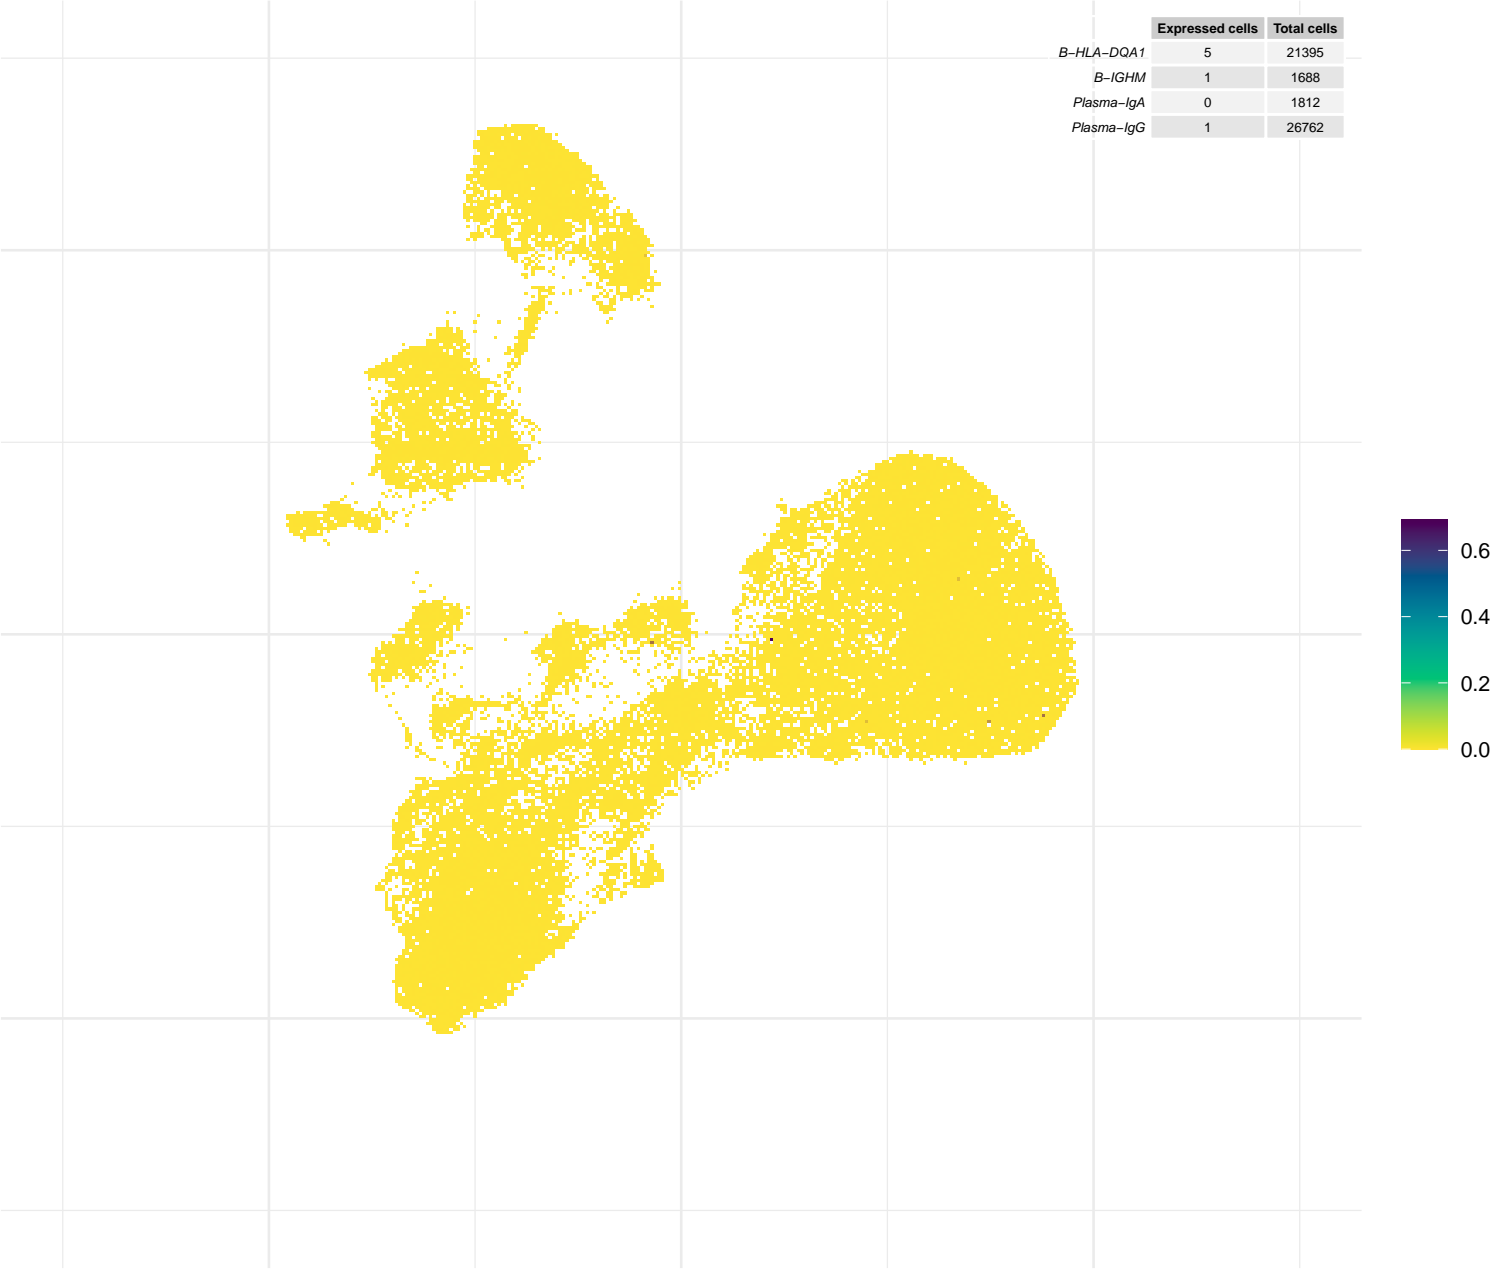 Expressed cells Total cells
B−HLA−DQA1 5 21395
B−IGHM 1 1688
Plasma−IgA 0 1812
Plasma−IgG 1 26762
0.6
0.4
0.2
0.0